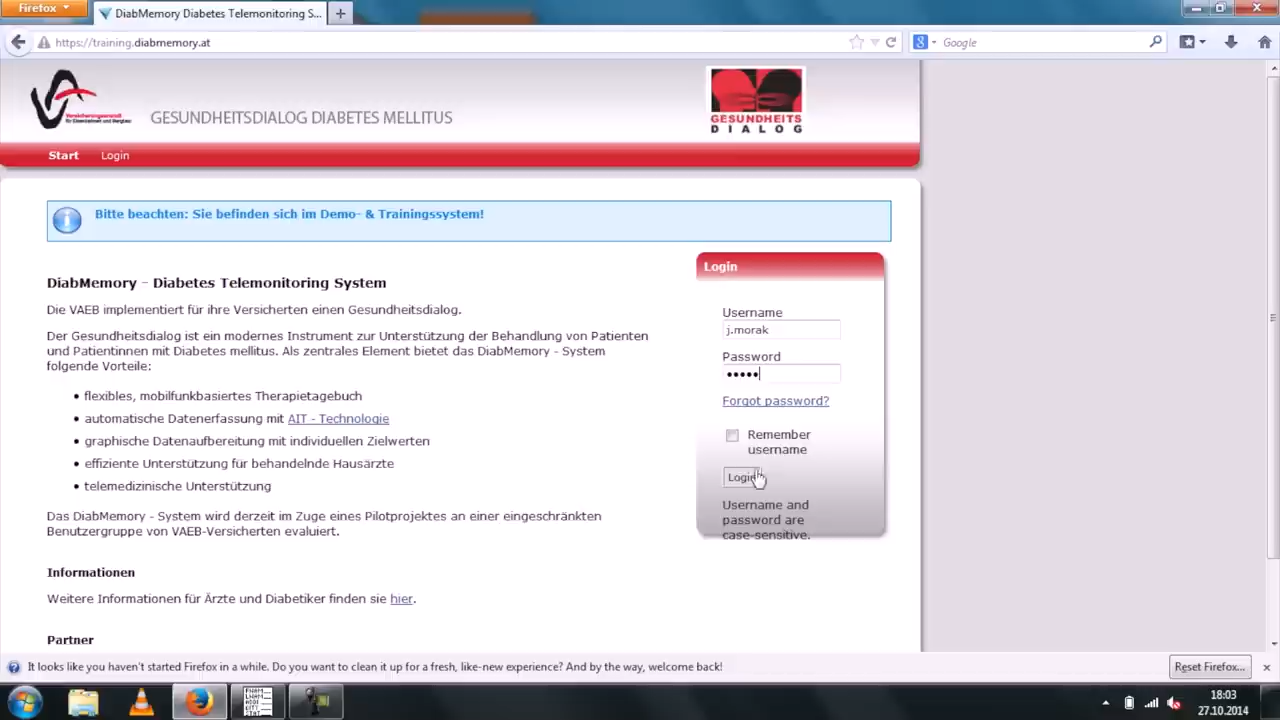 Firefox
DiabMemory Diabetes Telemonitoring S...
https://training.diabmemory.at
Google
Versicherungsanstalt
für Eisenbahnen und Bergbau
GESUNDHEITSDIALOG DIABETES MELLITUS
GESUNDHEITS
DIALOG
Start Login
Bitte beachten: Sie befinden sich im Demo- & Trainingssystem!
DiabMemory – Diabetes Telemonitoring System
Die VAEB implementiert für ihre Versicherten einen Gesundheitsdialog.
Der Gesundheitsdialog ist ein modernes Instrument zur Unterstützung der Behandlung von Patienten
und Patientinnen mit Diabetes mellitus. Als zentrales Element bietet das DiabMemory - System
folgende Vorteile:
• flexibles, mobilfunkbasiertes Therapietagebuch
• automatische Datenerfassung mit AIT - Technologie
• graphische Datenaufbereitung mit individuellen Zielwerten
• effiziente Unterstützung für behandelnde Hausärzte
• telemedizinische Unterstützung
Das DiabMemory - System wird derzeit im Zuge eines Pilotprojektes an einer eingeschränkten
Benutzergruppe von VAEB-Versicherten evaluiert.
Informationen
Weitere Informationen für Ärzte und Diabetiker finden sie hier.
Partner
Login
Username
j.morak
Password
•••••
Forgot password?
Remember
username
Login
Username and
password are
case-sensitive.
It looks like you haven't started Firefox in a while. Do you want to clean it up for a fresh, like-new experience? And by the way, welcome back!
Reset Firefox...
18:03
27.10.2014